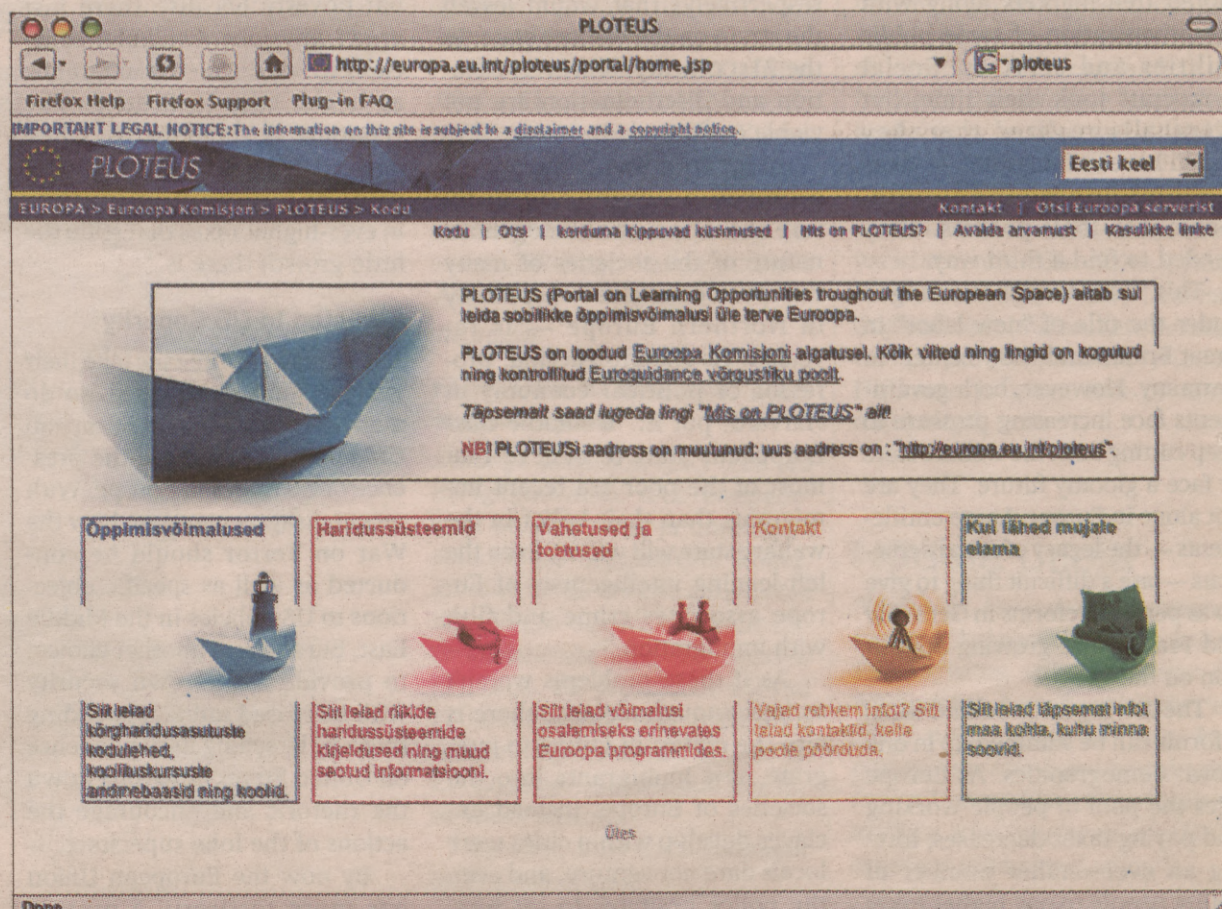 PLOTEUS
http://europa.eu.int/ploteus/portal/home.jsp
G ploteus
Firefox Help Firefox Support Plug-in FAQ
IMPORTANT LEGAL NOTICE: The information on this site is subject to a disclaimer and a copyright notice.
PLOTEUS
Eesti keel
EUROPA > Euroopa Komisjon > PLOTEUS > Kodu
Kontakt | Otsi Euroopa serverist
Kodu | Otsi | korduma kippuvad küsimused | Mis on PLOTEUS? | Avalda arvamust | Kasulikke linke
PLOTEUS (Portal on Learning Opportunities troughout the European Space) aitab sul
leida sobilikke õppimisvõimalusi üle terve Euroopa.
PLOTEUS on loodud Euroopa Komisjoni algatusel. Kõik viited ning lingid on kogutud
ning kontrollitud Euroguidance võrgustiku poolt.
Täpsemalt saad lugeda lingi "Mis on PLOTEUS" alt!
NB! PLOTEUSi aadress on muutunud: uus aadress on : "http://europa.eu.int/ploteus".
Õppimisvõimalused
Siit leiad
kõrgharidusasutuste
kodulehed,
koolituskursuste
andmebaasid ning koolid.
Haridussüsteemid
Siit leiad riikide
haridussüsteemide
kirjeldused ning muud
seotud informatsiooni.
Vahetused ja
toetused
Siit leiad võimalusi
osalemiseks erinevates
Euroopa programmides.
Kontakt
Vajad rohkem infot? Siit
leiad kontaktid, kelle
poole pöörduda.
Kui lähed mujale
elama
Siit leiad täpsemat infot
maa kohta, kuhu minna
soovid.
Üles
Done